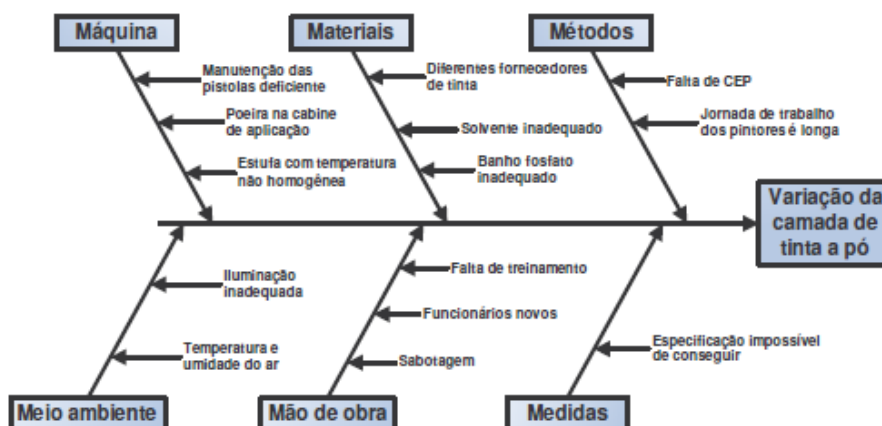 Máquina
Materiais
Métodos
Manutenção das
pistolas deficiente
Poeira na cabine
de aplicação
Estufa com temperatura
não homogênea
Diferentes fornecedores
de tinta
Solvente inadequado
Banho fosfato
inadequado
Falta de CEP
Jornada de trabalho
dos pintores é longa
Variação da
camada de
tinta a pó
Iluminação
inadequada
Temperatura e
umidade do ar
Falta de treinamento
Funcionários novos
Sabotagem
Especificação impossível
de conseguir
Meio ambiente
Mão de obra
Medidas